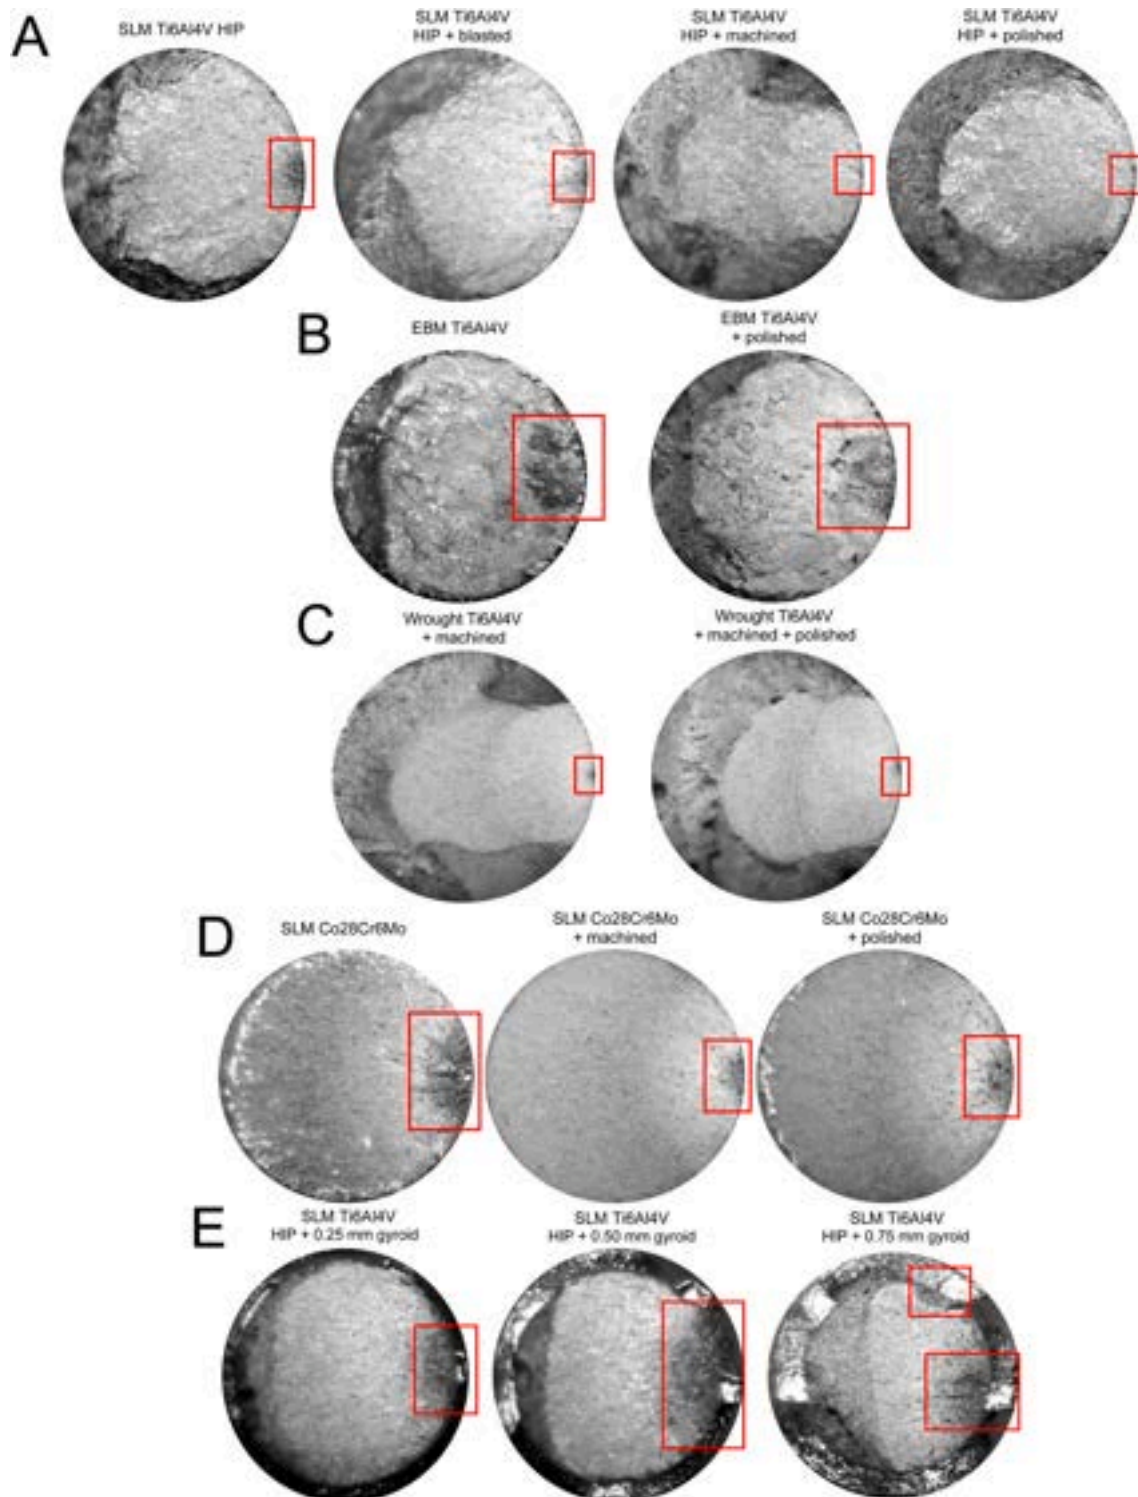 A
SLM Ti6Al4V HIP
SLM Ti6Al4V
HIP + blasted
SLM Ti6Al4V
HIP + machined
SLM Ti6Al4V
HIP + polished
B
EBM Ti6Al4V
EBM Ti6Al4V
+ polished
C
Wrought Ti6Al4V
+ machined
Wrought Ti6Al4V
+ machined + polished
D
SLM Co28Cr6Mo
SLM Co28Cr6Mo
+ machined
SLM Co28Cr6Mo
+ polished
E
SLM Ti6Al4V
HIP + 0.25 mm gyroid
SLM Ti6Al4V
HIP + 0.50 mm gyroid
SLM Ti6Al4V
HIP + 0.75 mm gyroid